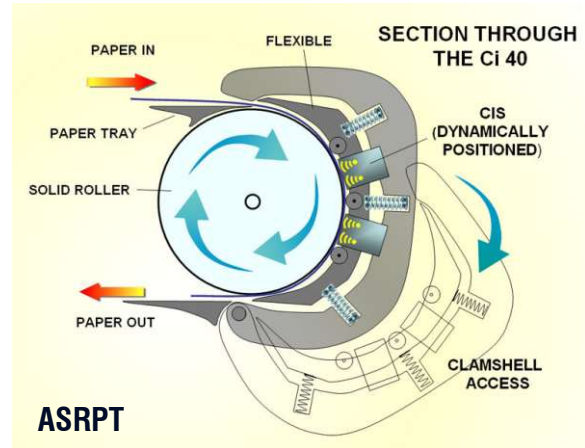 SECTION THROUGH
THE Ci 40
PAPER IN
FLEXIBLE
CIS
(DYNAMICALLY
POSITIONED)
PAPER TRAY
SOLID ROLLER
PAPER OUT
CLAMSHELL
ACCESS
ASRPT